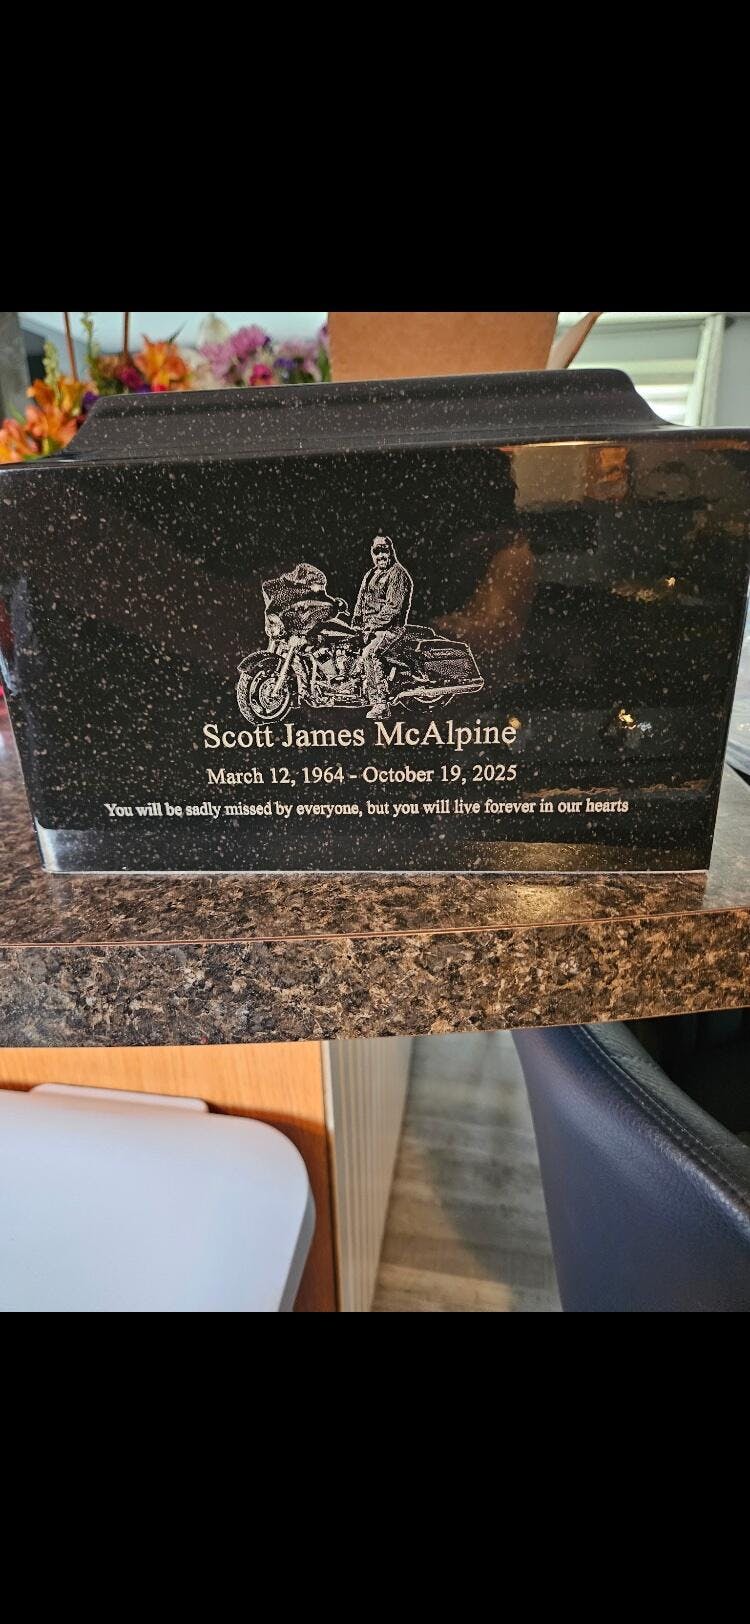 Scott James McAlpine
March 12, 1964 - October 19, 2025
You will be sadly missed by everyone, but you will live forever in our hearts